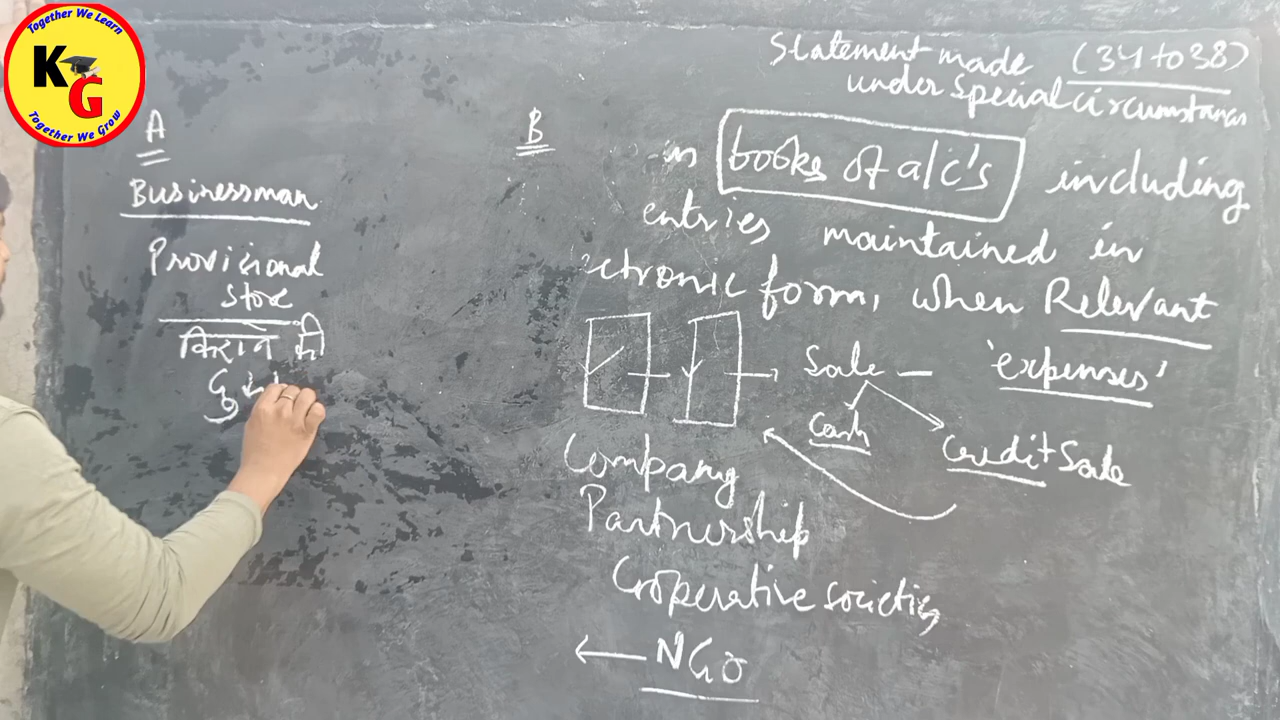 Together We Learn
KG
Together We Grow
Statement made (34 to 38)
under special circumstances
A
Businessman
Provisional
store
किराने की
B
in books of a/c's including
entries maintained in
ectronic form, when Relevant
Sale — 'expenses'
Cash
Credit Sale
Company
Partnership
Cooperative societies
NGO